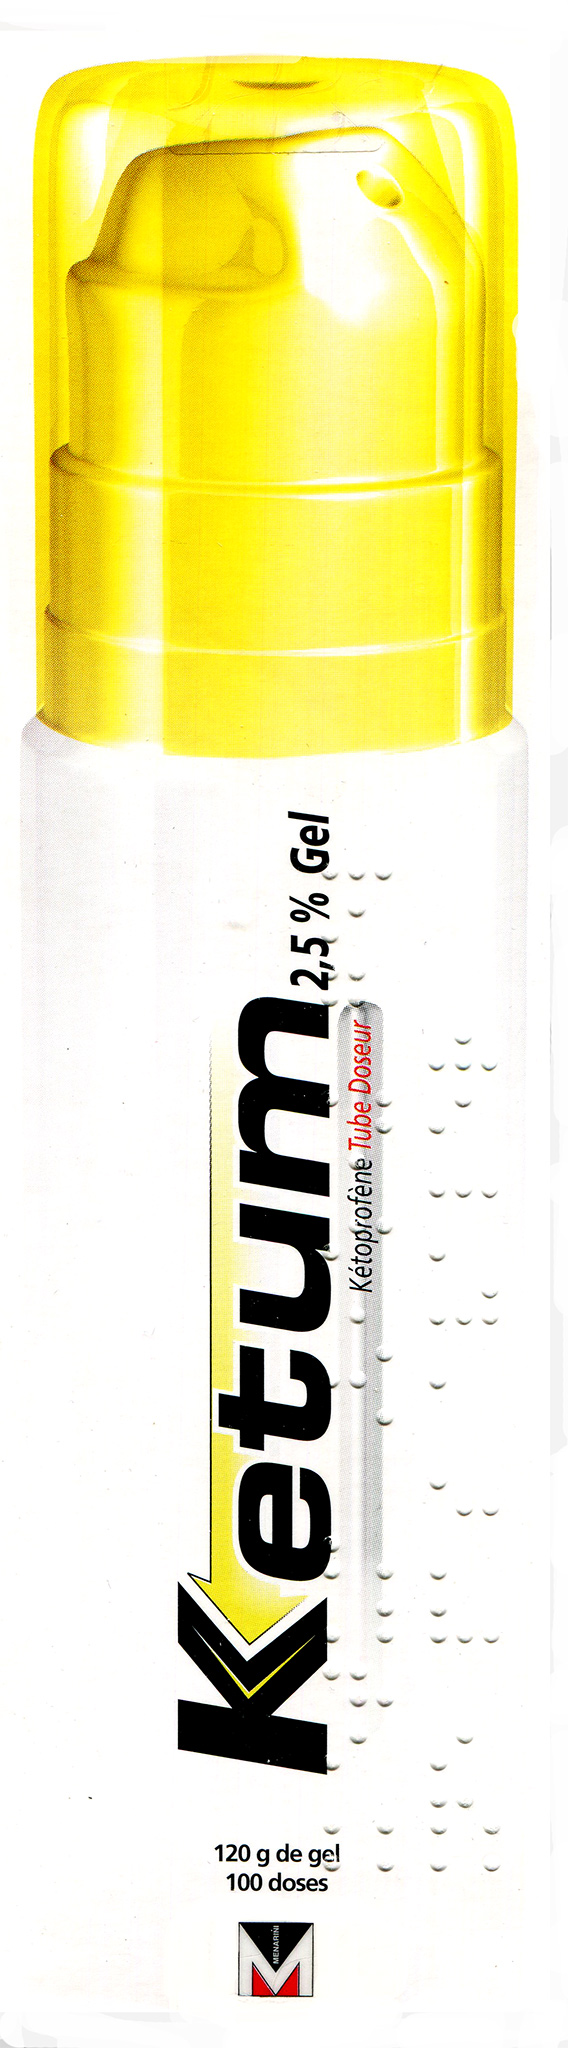 Ketum 2,5 % Gel
Kétoprofène Tube Doseur
120 g de gel
100 doses
MENARINI